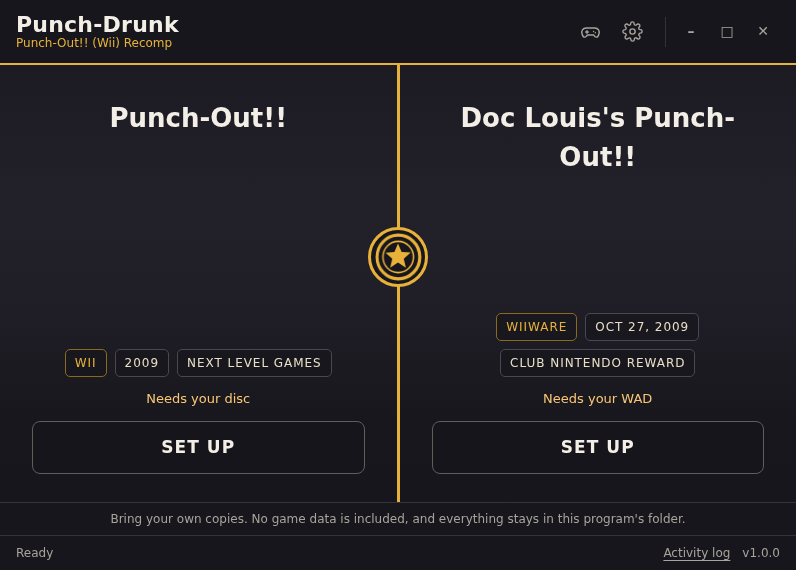 Punch-Drunk
Punch-Out!! (Wii) Recomp
Punch-Out!!
WII
2009
NEXT LEVEL GAMES
Needs your disc
SET UP
Doc Louis's Punch-
Out!!
WIIWARE
OCT 27, 2009
CLUB NINTENDO REWARD
Needs your WAD
SET UP
Bring your own copies. No game data is included, and everything stays in this program's folder.
Ready
Activity log
v1.0.0